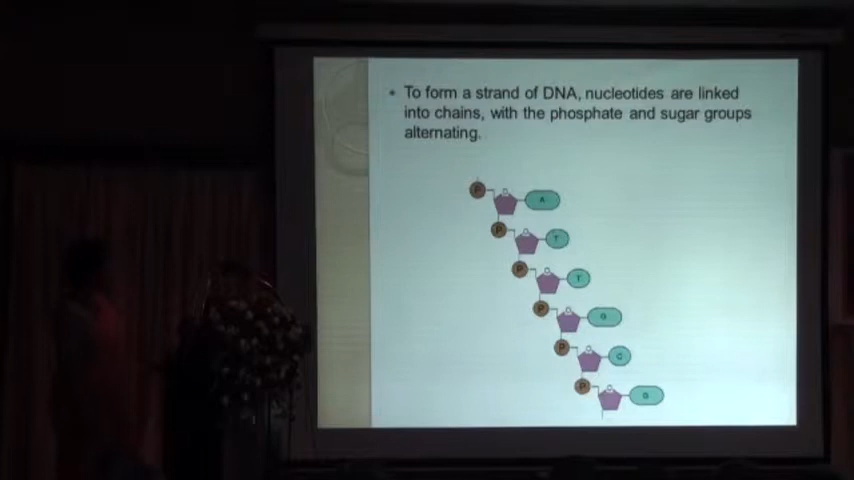 To form a strand of DNA, nucleotides are linked
into chains, with the phosphate and sugar groups
alternating.
P
O
A
P
O
T
P
O
T
P
O
G
P
O
C
P
O
G